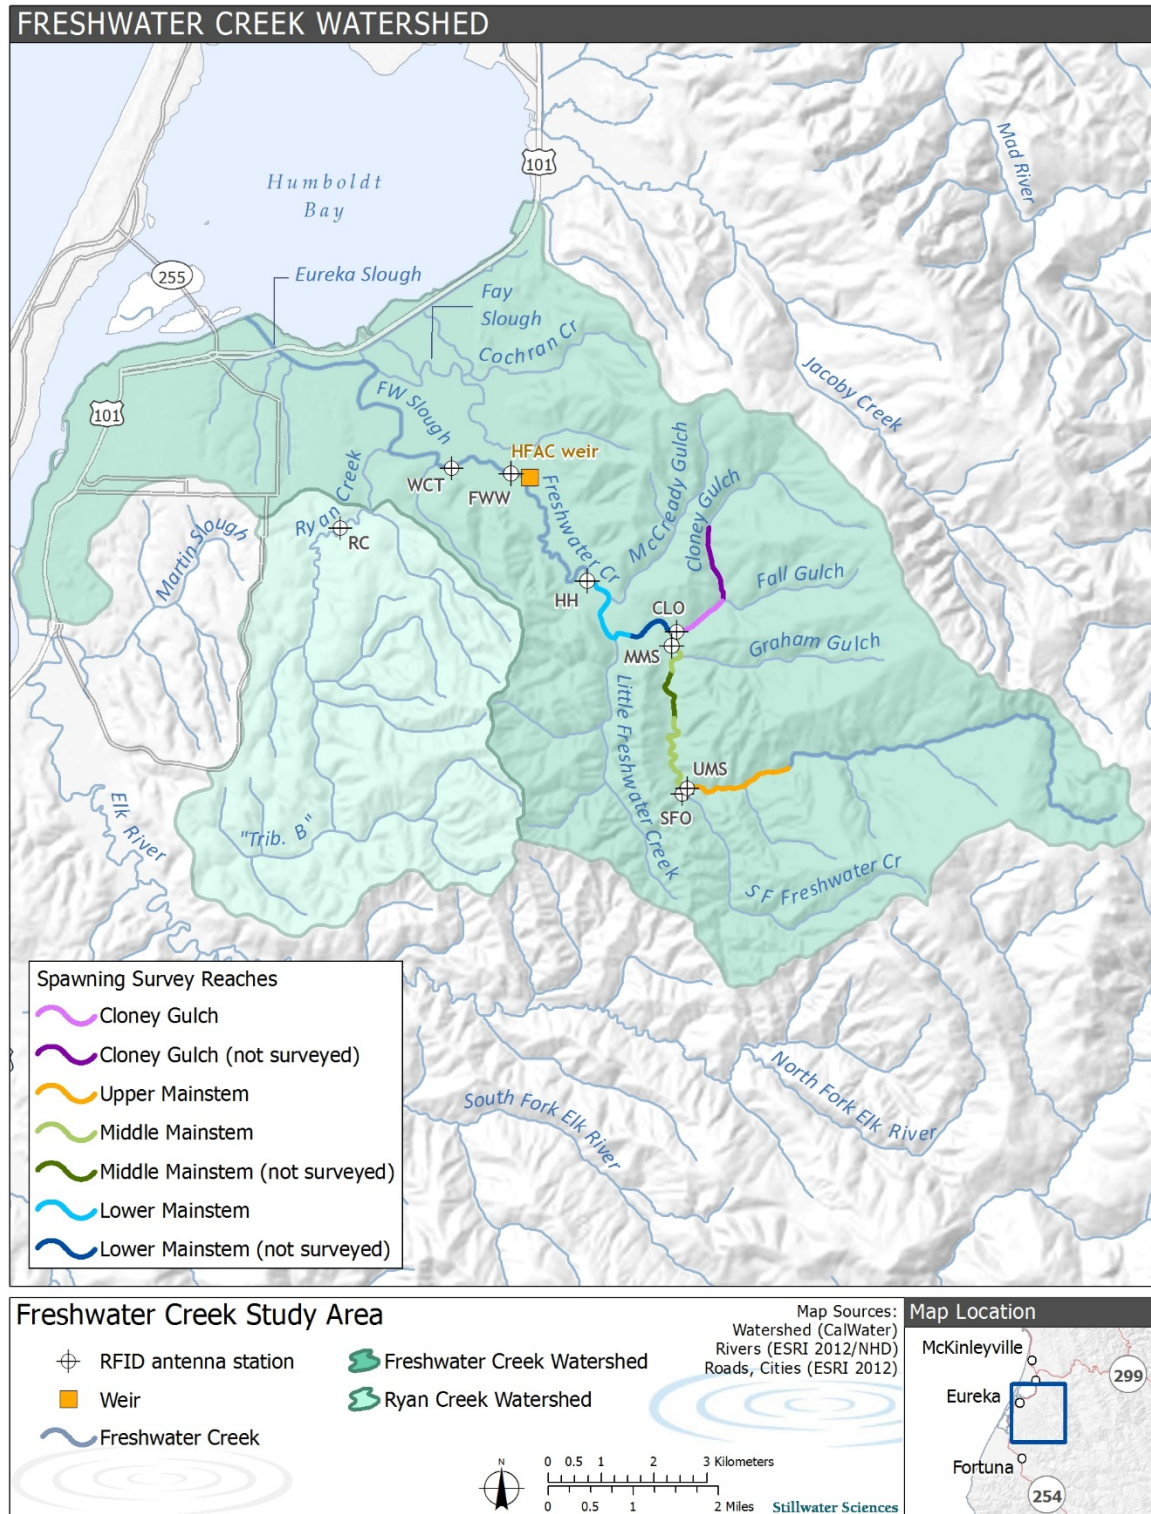 FRESHWATER CREEK WATERSHED
Humboldt
Bay
101
Mad River
255
Eureka Slough
Fay
Slough
Cochran Cr
Jacoby Creek
101
FW Slough
HFAC weir
WCT
FWW
Ryan Creek
RC
Martin Slough
Freshwater Cr
McCready Gulch
Cloney Gulch
Fall Gulch
HH
CLO
MMS
Graham Gulch
Little Freshwater Creek
UMS
SFO
Elk River
"Trib. B"
S F Freshwater Cr
North Fork Elk River
South Fork Elk River
Spawning Survey Reaches
Cloney Gulch
Cloney Gulch (not surveyed)
Upper Mainstem
Middle Mainstem
Middle Mainstem (not surveyed)
Lower Mainstem
Lower Mainstem (not surveyed)
Freshwater Creek Study Area
RFID antenna station
Weir
Freshwater Creek
Freshwater Creek Watershed
Ryan Creek Watershed
Map Sources:
Watershed (CalWater)
Rivers (ESRI 2012/NHD)
Roads, Cities (ESRI 2012)
N
0 0.5 1 2 3 Kilometers
0 0.5 1 2 Miles
Stillwater Sciences
Map Location
McKinleyville
299
Eureka
Fortuna
254